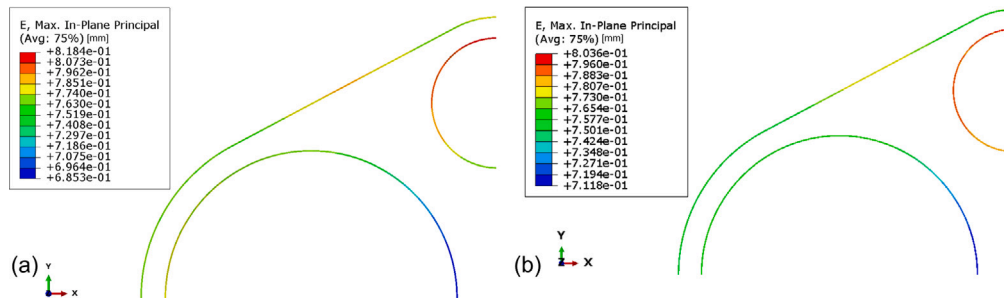 E, Max. In-Plane Principal
(Avg: 75%) [mm]
+8.184e-01
+8.073e-01
+7.962e-01
+7.851e-01
+7.740e-01
+7.630e-01
+7.519e-01
+7.408e-01
+7.297e-01
+7.186e-01
+7.075e-01
+6.964e-01
+6.853e-01
(a)
Y
X
E, Max. In-Plane Principal
(Avg: 75%) [mm]
+8.036e-01
+7.960e-01
+7.883e-01
+7.807e-01
+7.730e-01
+7.654e-01
+7.577e-01
+7.501e-01
+7.424e-01
+7.348e-01
+7.271e-01
+7.194e-01
+7.118e-01
(b)
Y
Z
X